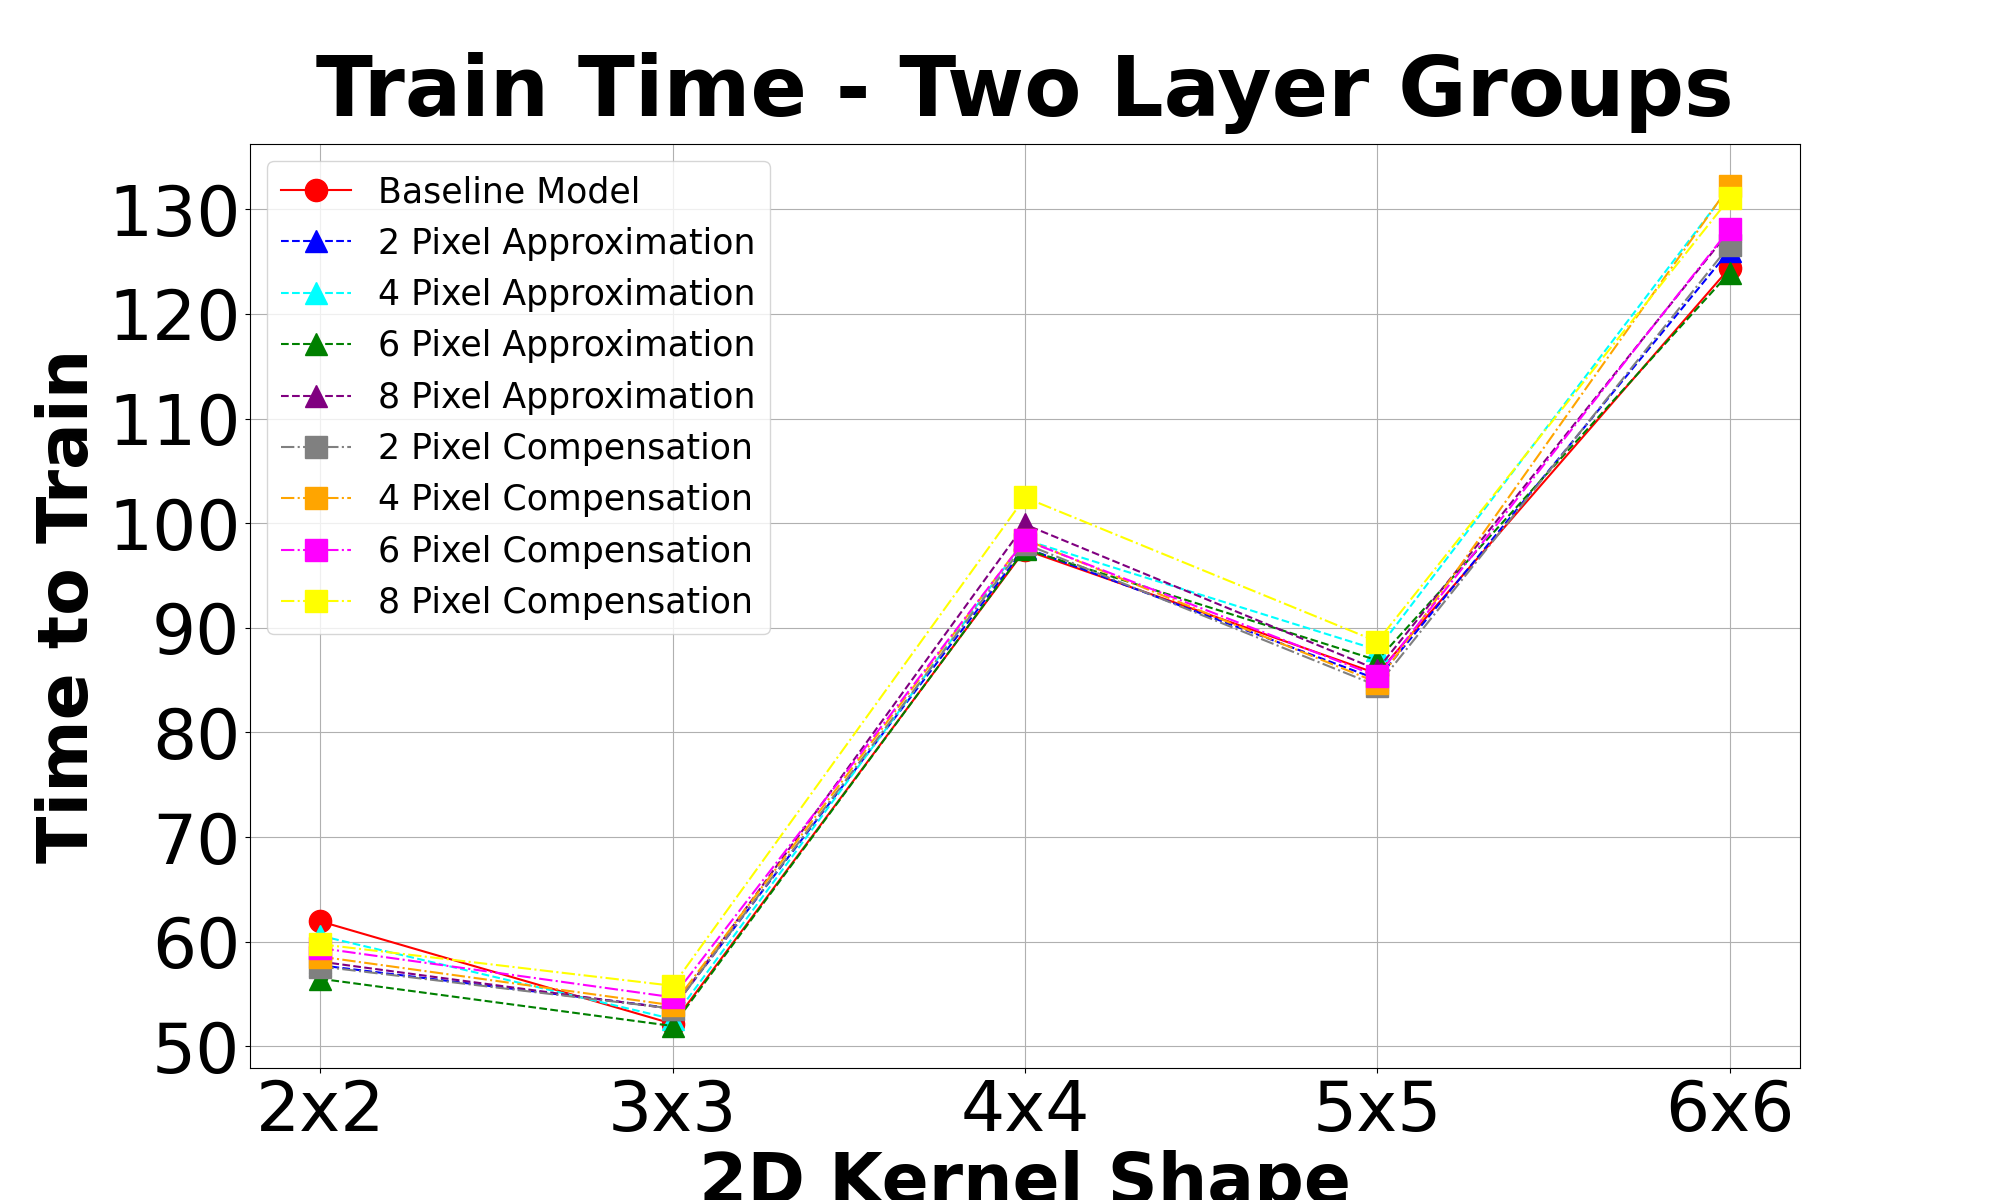 Train Time - Two Layer Groups
Baseline Model
2 Pixel Approximation
4 Pixel Approximation
6 Pixel Approximation
8 Pixel Approximation
2 Pixel Compensation
4 Pixel Compensation
6 Pixel Compensation
8 Pixel Compensation
130
120
110
100
90
80
70
60
50
Time to Train
2x2 3x3 4x4 5x5 6x6
2D Kernel Shape